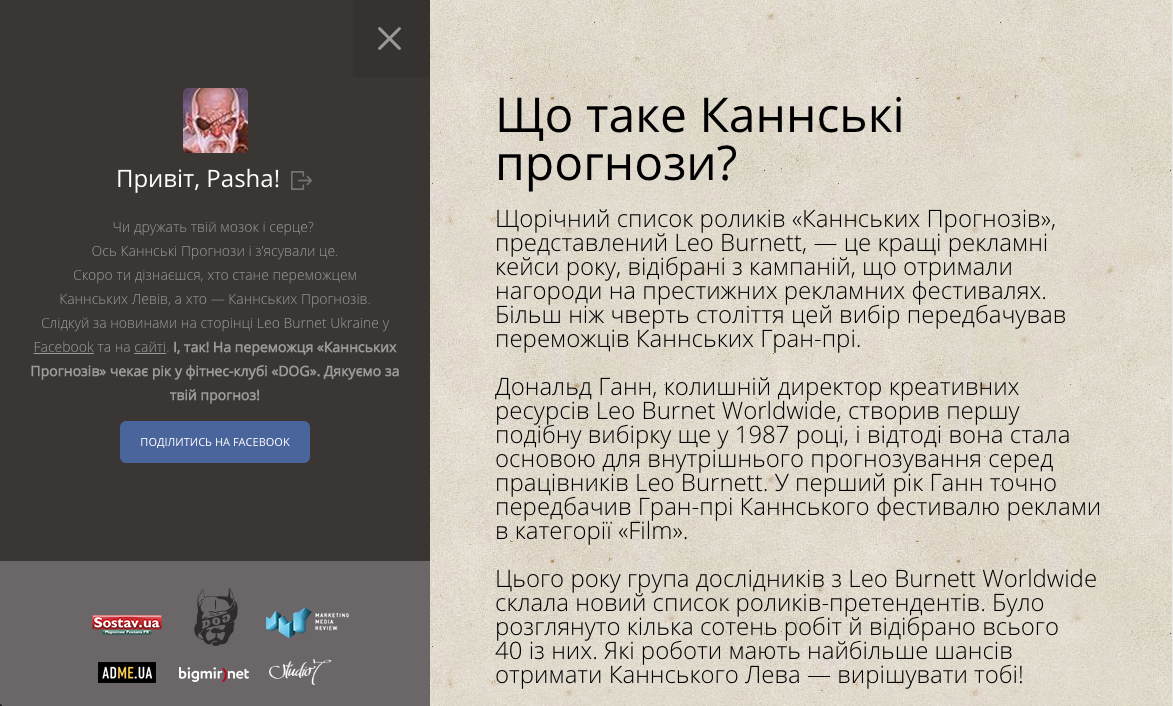 Привіт, Pasha!
Чи дружать твій мозок і серце?
Ось Каннські Прогнози і з'ясували це.
Скоро ти дізнаєшся, хто стане переможцем
Каннських Левів, а хто — Каннських Прогнозів.
Слідкуй за новинами на сторінці Leo Burnet Ukraine у
Facebook та на сайті. І, так! На переможця «Каннських
Прогнозів» чекає рік у фітнес-клубі «DOG». Дякуємо за
твій прогноз!
ПОДІЛИТИСЬ НА FACEBOOK
Sostav.ua
DOG
MARKETING
MEDIA
REVIEW
ADME.UA
bigmir)net
Studio7
Що таке Каннські
прогнози?
Щорічний список роликів «Каннських Прогнозів»,
представлений Leo Burnett, — це кращі рекламні
кейси року, відібрані з кампаній, що отримали
нагороди на престижних рекламних фестивалях.
Більш ніж чверть століття цей вибір передбачував
переможців Каннських Гран-прі.
Дональд Ганн, колишній директор креативних
ресурсів Leo Burnet Worldwide, створив першу
подібну вибірку ще у 1987 році, і відтоді вона стала
основою для внутрішнього прогнозування серед
працівників Leo Burnett. У перший рік Ганн точно
передбачив Гран-прі Каннського фестивалю реклами
в категорії «Film».
Цього року група дослідників з Leo Burnett Worldwide
склала новий список роликів-претендентів. Було
розглянуто кілька сотень робіт й відібрано всього
40 із них. Які роботи мають найбільше шансів
отримати Каннського Лева — вирішувати тобі!